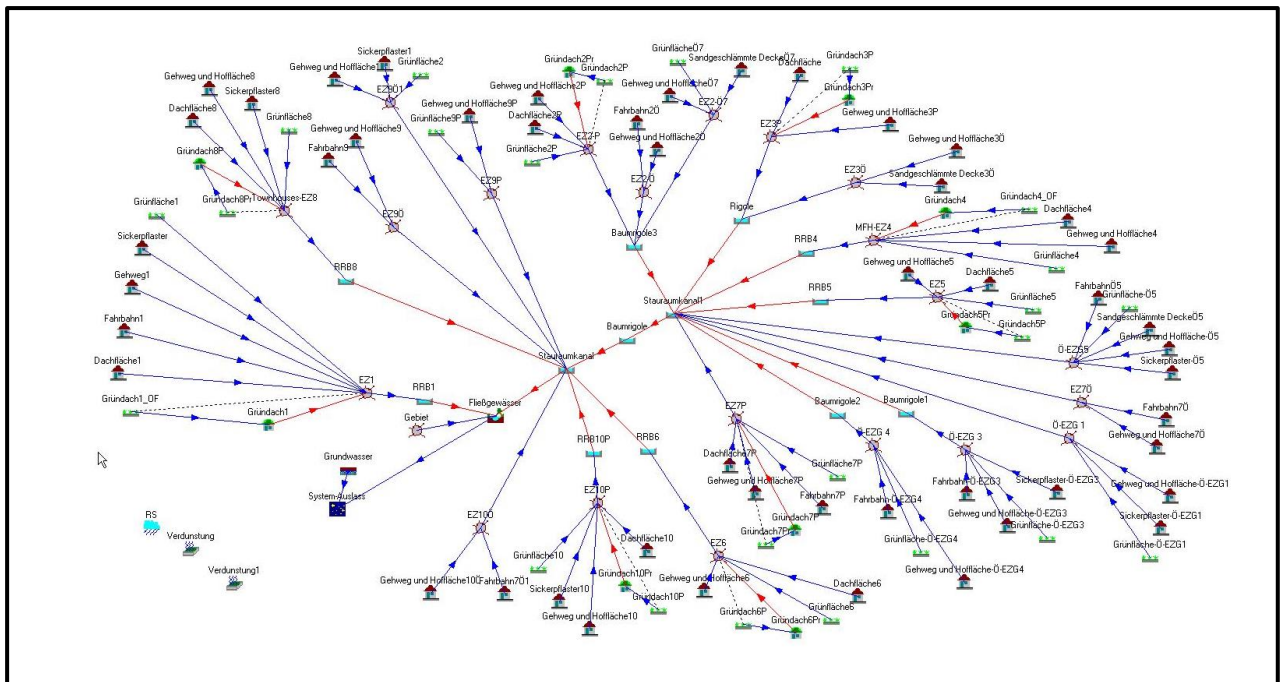 Sickerpflaster1
Gehweg und Hoffläche1
Grünfläche2
EZ9Ö1
Gehweg und Hoffläche8
Sickerpflaster8
Dachfläche8
Grünfläche8
Gründach8P
Gründach8Pr
Townhouses-EZ8
Gehweg und Hoffläche9
Fahrbahn9
EZ9Ö
Gehweg und Hoffläche9P
Grünfläche9P
EZ9P
Gründach2Pr
Gründach2P
Gehweg und Hoffläche2P
Dachfläche2P
Grünfläche2P
EZ2-P
GrünflächeÖ7
Sandgeschlämmte DeckeÖ7
Gehweg und HofflächeÖ7
EZ2-Ö7
Fahrbahn2Ö
Gehweg und Hoffläche2Ö
EZ2-Ö
Baumrigole3
Dachfläche
Gründach3P
Gründach3Pr
Gehweg und Hoffläche3P
EZ3P
Gehweg und Hoffläche3Ö
Sandgeschlämmte Decke3Ö
EZ3Ö
Rigole
Gründach4_OF
Gründach4
Dachfläche4
MFH-EZ4
Gehweg und Hoffläche4
Grünfläche4
RRB4
Gehweg und Hoffläche5
Dachfläche5
EZ5
Grünfläche5
Gründach5Pr
Gründach5P
RRB5
FahrbahnÖ5
Grünfläche-Ö5
Sandgeschlämmte DeckeÖ5
Gehweg und Hoffläche-Ö5
Sickerpflaster-Ö5
Ö-EZG5
Stauraumkanal1
Baumrigole
Stauraumkanal
RRB8
Grünfläche1
Sickerpflaster
Gehweg1
Fahrbahn1
Dachfläche1
Gründach1_OF
Gründach1
EZ1
RRB1
Fließgewässer
Gebiet
Grundwasser
System-Auslass
RS
Verdunstung
Verdunstung1
RRB10P
RRB6
EZ10Ö
Gehweg und Hoffläche10Ö
Fahrbahn7Ö1
EZ10P
Grünfläche10
Sickerpflaster10
Gehweg und Hoffläche10
Dachfläche10
Gründach10Pr
Gründach10P
EZ6
Gehweg und Hoffläche6
Dachfläche6
Grünfläche6
Gründach6P
Gründach6Pr
EZ7P
Dachfläche7P
Gehweg und Hoffläche7P
Grünfläche7P
Fahrbahn7P
Gründach7P
Gründach7Pr
Baumrigole2
Baumrigole1
Ö-EZG 4
Fahrbahn-Ö-EZG4
Grünfläche-Ö-EZG4
Gehweg und Hoffläche-Ö-EZG4
Ö-EZG 3
Fahrbahn-Ö-EZG3
Sickerpflaster-Ö-EZG3
Gehweg und Hoffläche-Ö-EZG3
Grünfläche-Ö-EZG3
EZ7Ö
Fahrbahn7Ö
Gehweg und Hoffläche7Ö
Ö-EZG 1
Gehweg und Hoffläche-Ö-EZG1
Sickerpflaster-Ö-EZG1
Grünfläche-Ö-EZG1